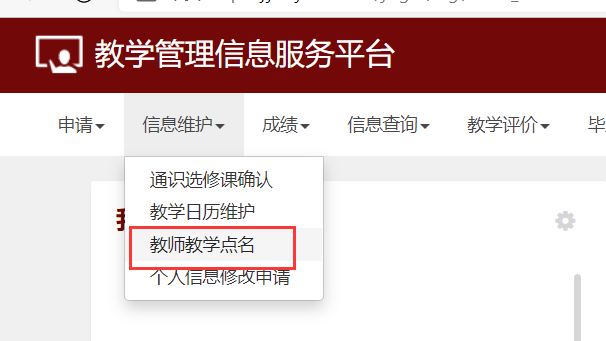 教学管理信息服务平台
申请 信息维护 成绩 信息查询 教学评价
通识选修课确认
教学日历维护
教师教学点名
个人信息修改申请